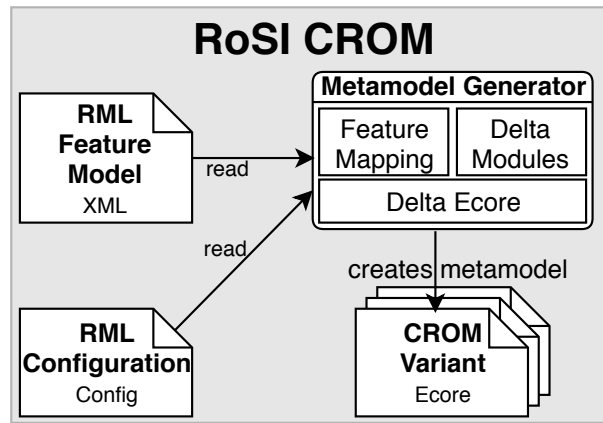 RoSI CROM
RML
Feature
Model
XML
read
Metamodel Generator
Feature
Mapping
Delta
Modules
Delta Ecore
read
creates metamodel
RML
Configuration
Config
CROM
Variant
Ecore